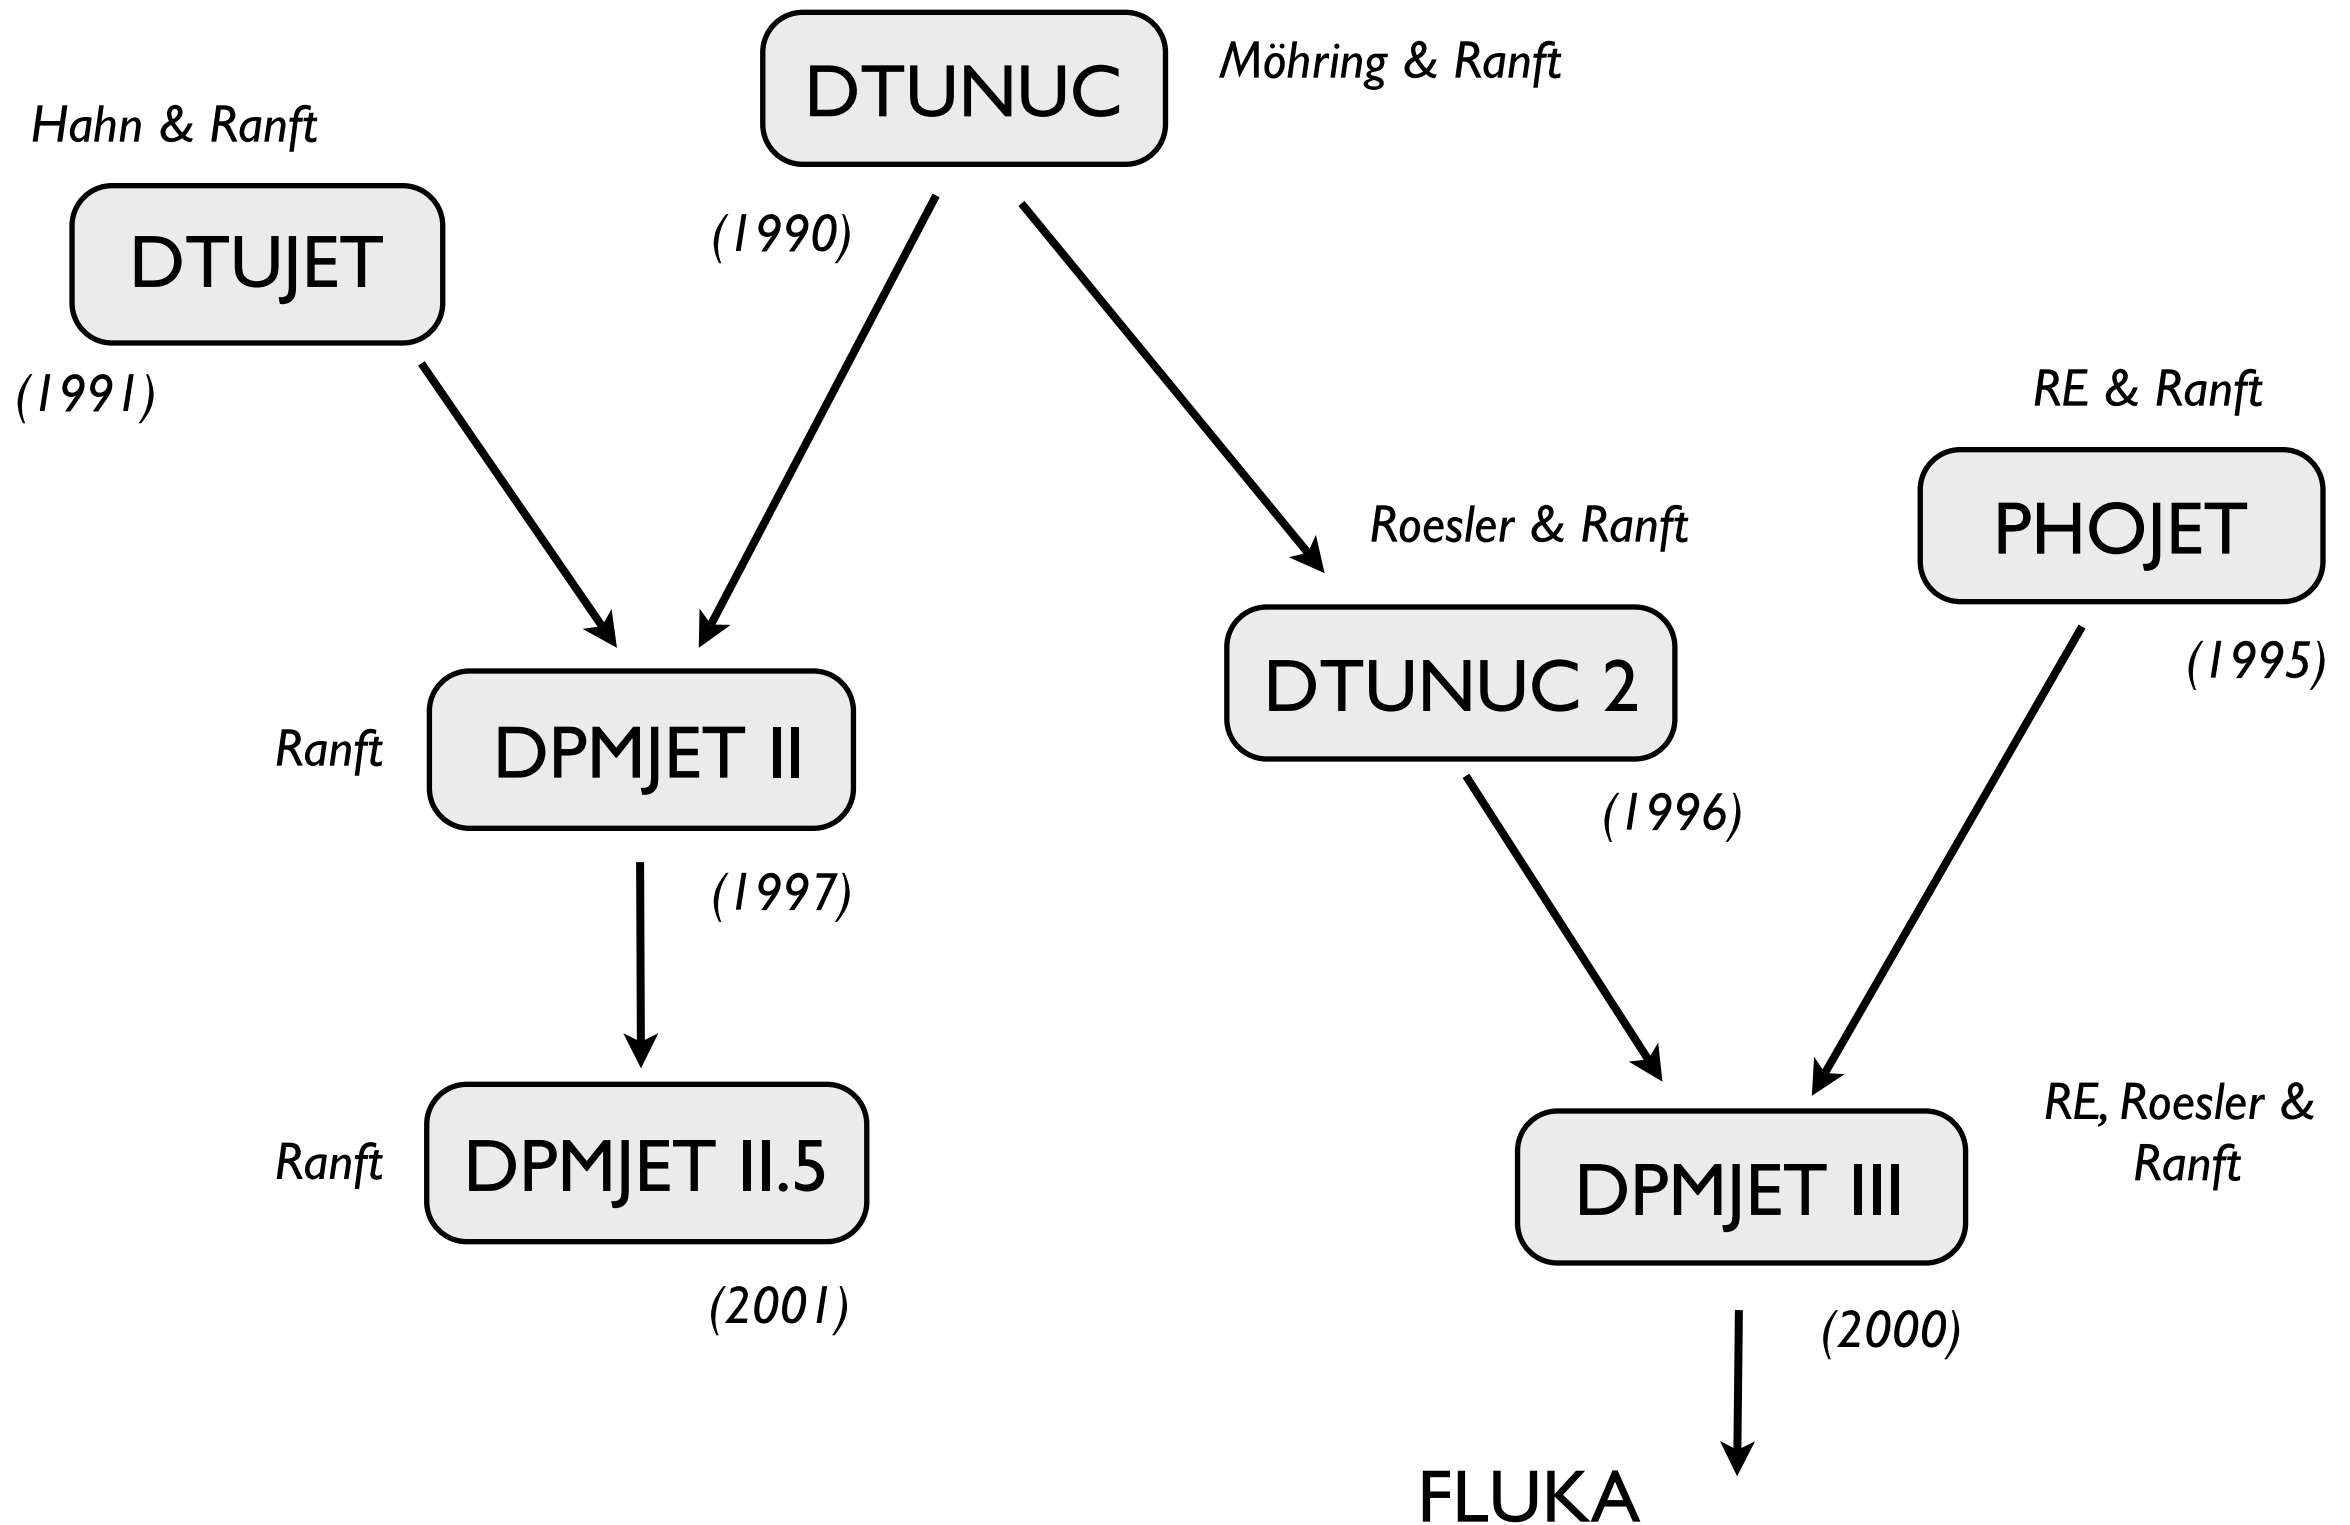 DTUNUC
Möhring & Ranft
Hahn & Ranft
DTUJET
(1990)
(1991)
RE & Ranft
Roesler & Ranft
PHOJET
DTUNUC 2
(1995)
Ranft
DPMJET II
(1996)
(1997)
RE, Roesler &
Ranft
Ranft
DPMJET II.5
DPMJET III
(2001)
(2000)
FLUKA